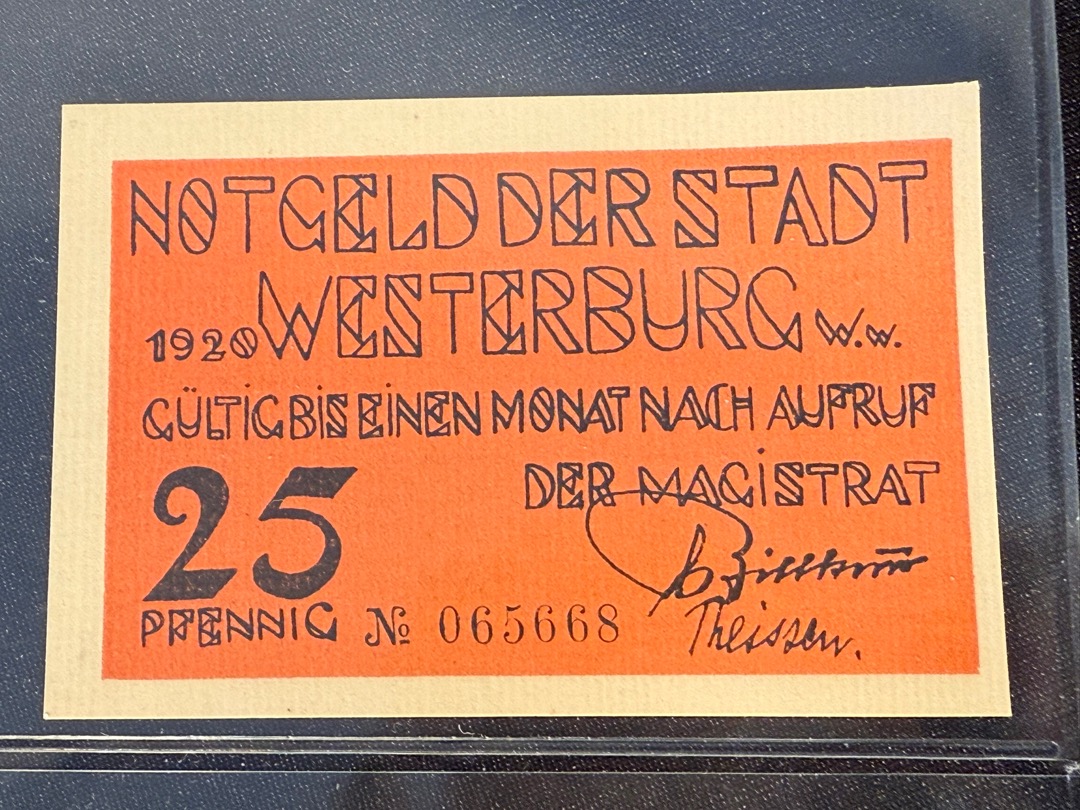 NOTGELD DER STADT
1920 WESTERBURG W.W.
GÜLTIG BIS EINEN MONAT NACH AUFRUF
DER MAGISTRAT
25
PFENNIG № 065668
Theissen.